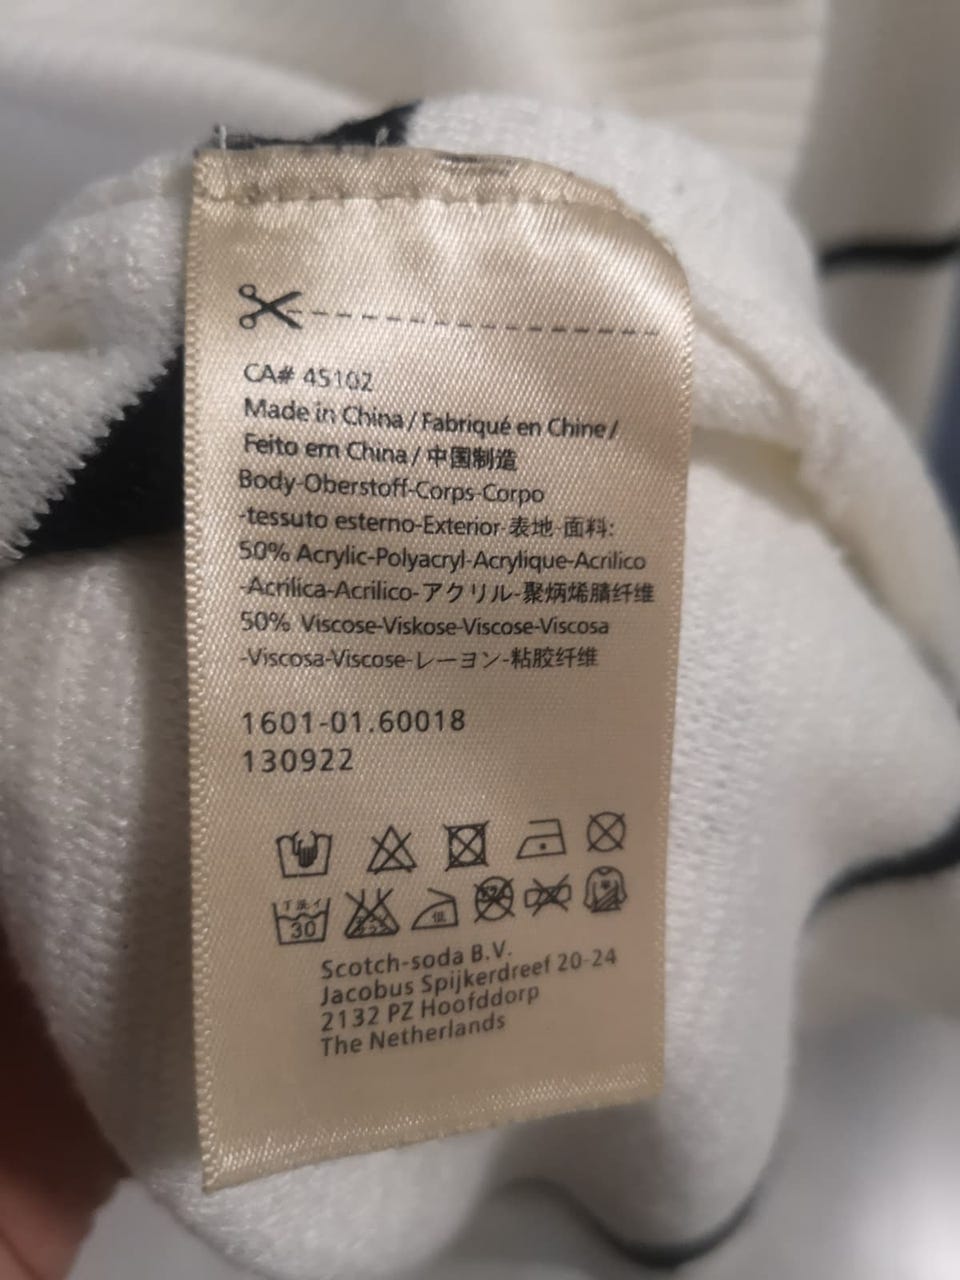 CA# 45102
Made in China / Fabriqué en Chine /
Feito em China / 中国制造
Body-Oberstoff-Corps-Corpo
-tessuto esterno-Exterior-表地-面料:
50% Acrylic-Polyacryl-Acrylique-Acrilico
-Acrilica-Acrilico-アクリル-聚炳烯腈纤维
50% Viscose-Viskose-Viscose-Viscosa
-Viscosa-Viscose-レーヨン-粘胶纤维
1601-01.60018
130922
30
低
Scotch-soda B.V.
Jacobus Spijkerdreef 20-24
2132 PZ Hoofddorp
The Netherlands